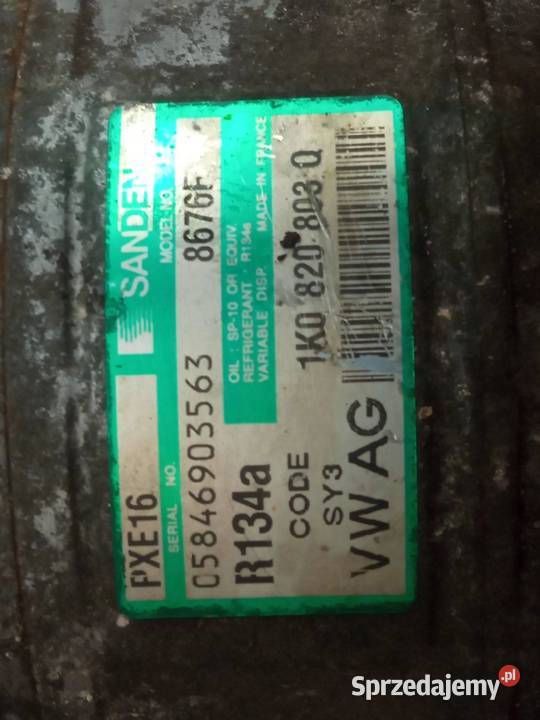 SANDEN
MODEL NO.
8676F
PXE16
SERIAL NO.
05846903563
OIL : SP-10 OR EQUIV.
REFRIGERANT : R134a
VARIABLE DISP. MADE IN FRANCE
R134a
1K0 820 803 Q
CODE
SY3
VW AG
Sprzedajemy.pl